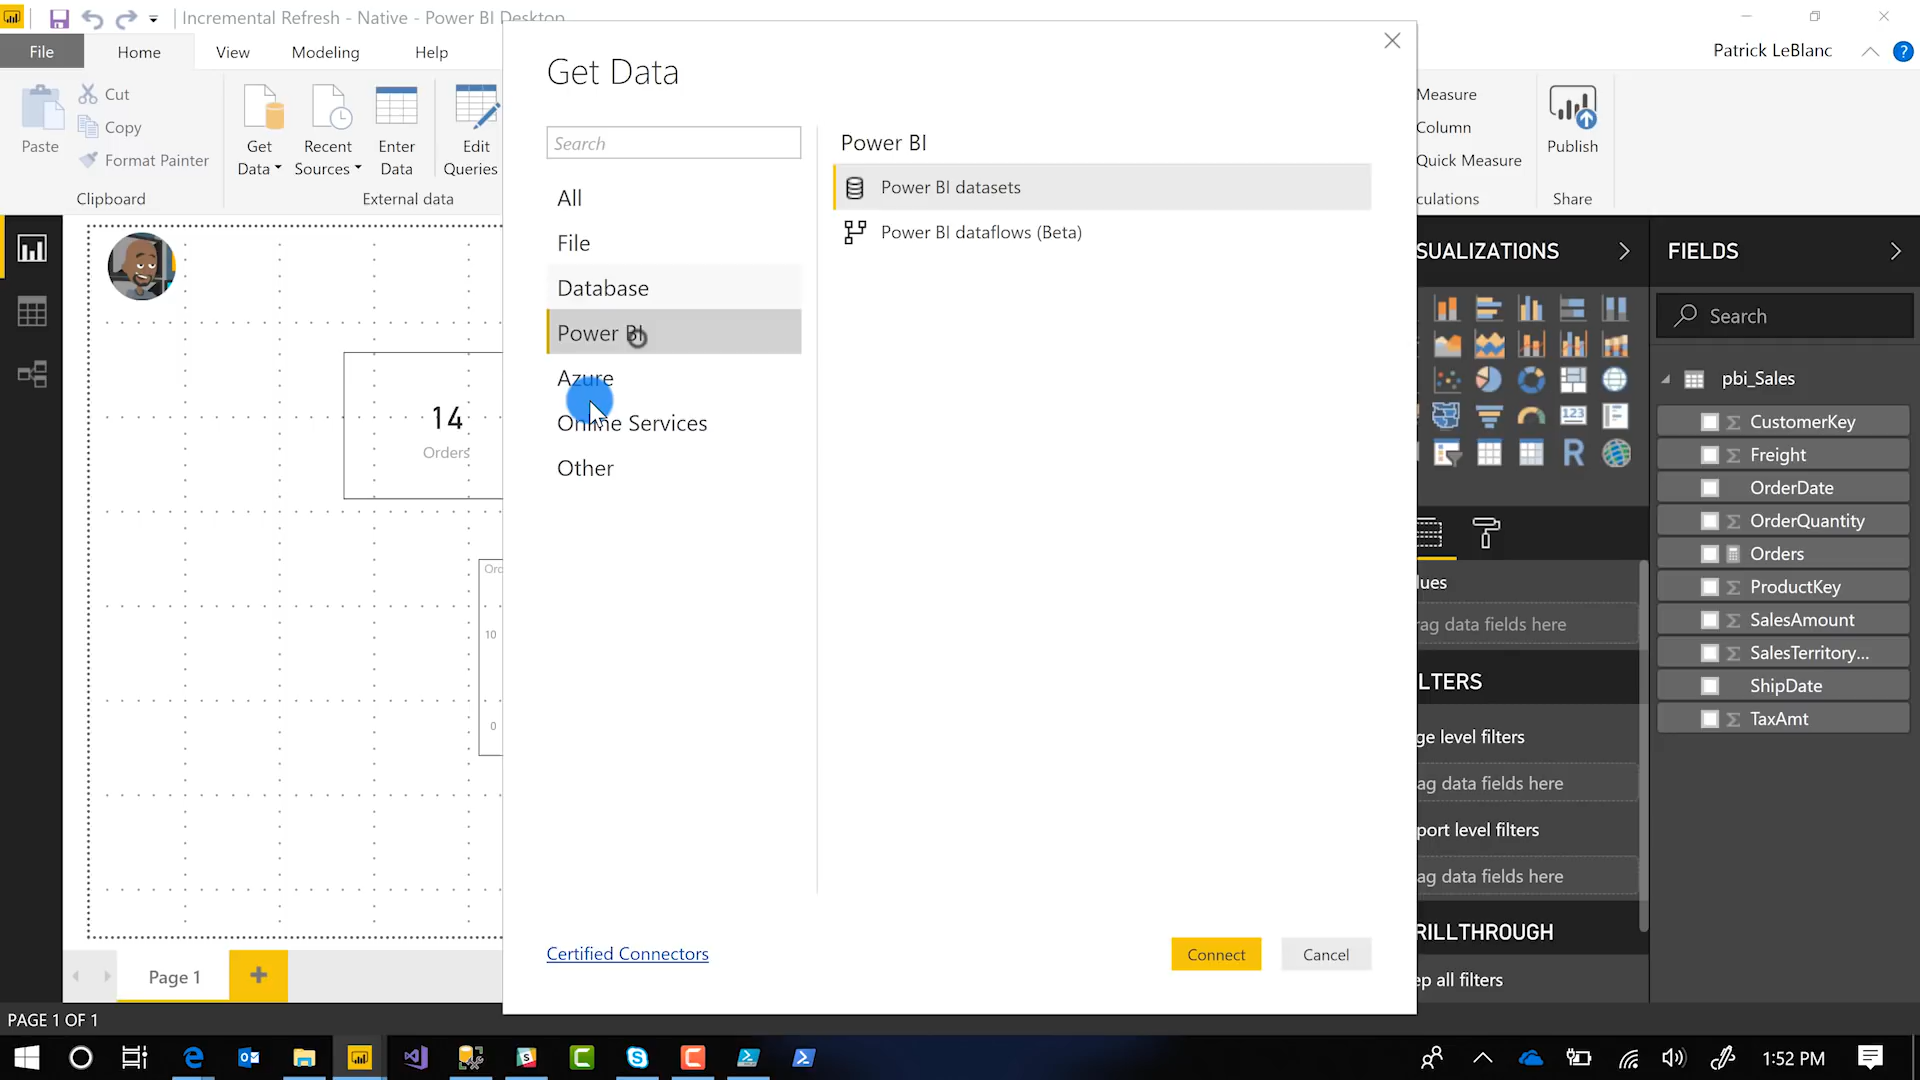 Incremental Refresh - Native - Power BI Desktop
Patrick LeBlanc
File
Home
View
Modeling
Help
Paste
Cut
Copy
Format Painter
Clipboard
Get Data
Recent Sources
Enter Data
Edit Queries
External data
Measure
Column
Quick Measure
culations
Publish
Share
14
Orders
Orc
10
0
Get Data
Search
All
File
Database
Power BI
Azure
Online Services
Other
Power BI
Power BI datasets
Power BI dataflows (Beta)
Certified Connectors
Connect
Cancel
SUALIZATIONS
R
lues
rag data fields here
LTERS
ge level filters
ag data fields here
port level filters
ag data fields here
RILLTHROUGH
ep all filters
FIELDS
Search
pbi_Sales
CustomerKey
Freight
OrderDate
OrderQuantity
Orders
ProductKey
SalesAmount
SalesTerritory...
ShipDate
TaxAmt
Page 1
PAGE 1 OF 1
1:52 PM